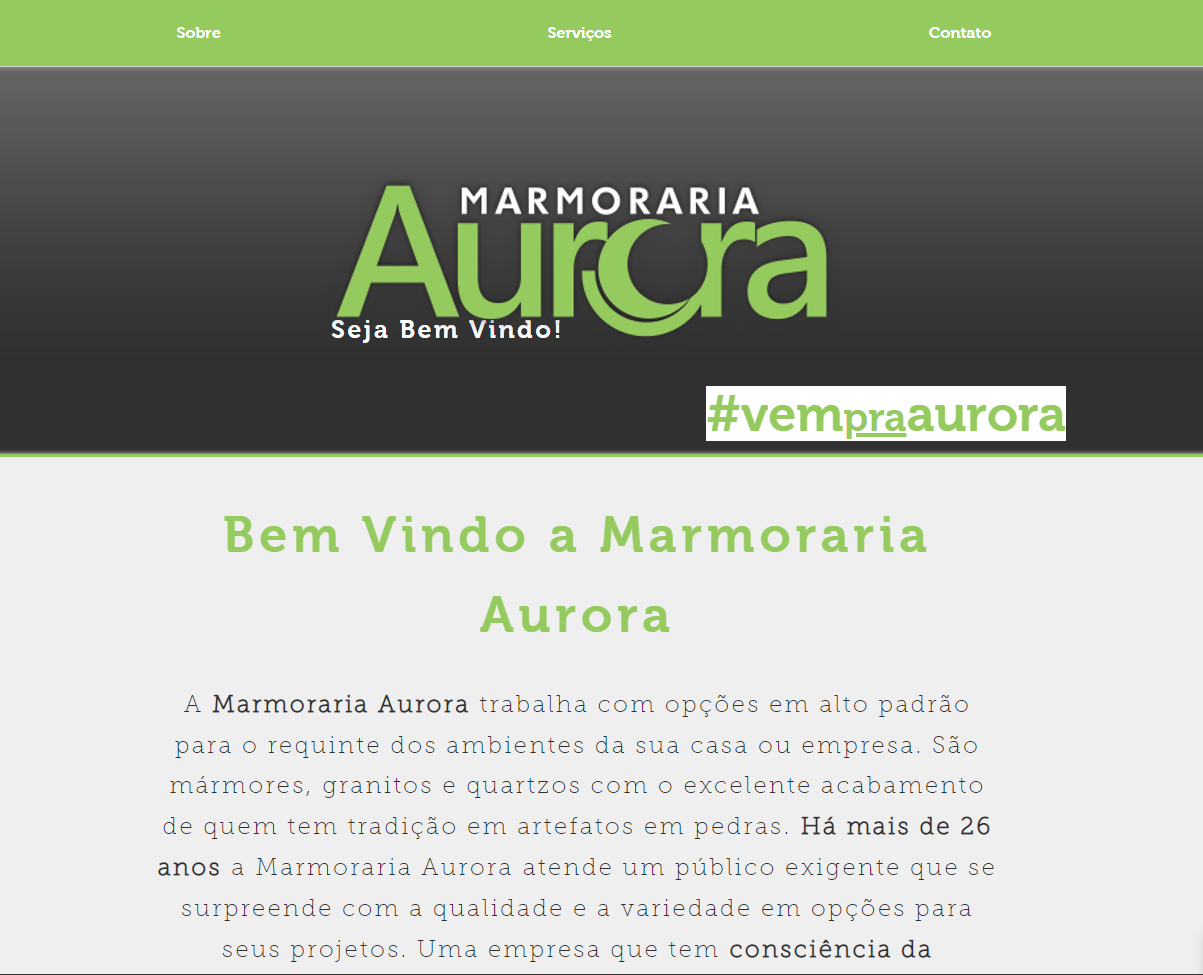 Sobre Serviços Contato
MARMORARIA
Aurora
Seja Bem Vindo!
#vempraaurora
Bem Vindo a Marmoraria
Aurora
A Marmoraria Aurora trabalha com opções em alto padrão
para o requinte dos ambientes da sua casa ou empresa. São
mármores, granitos e quartzos com o excelente acabamento
de quem tem tradição em artefatos em pedras. Há mais de 26
anos a Marmoraria Aurora atende um público exigente que se
surpreende com a qualidade e a variedade em opções para
seus projetos. Uma empresa que tem consciência da